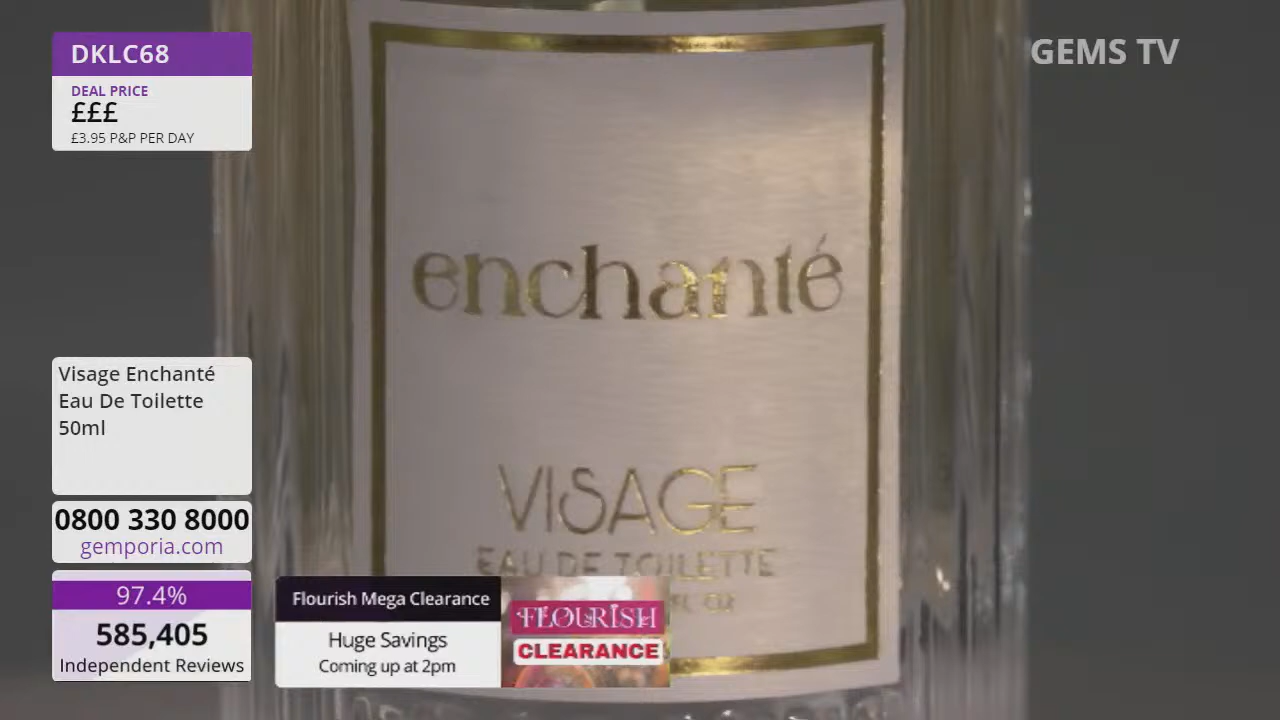 DKLC68
DEAL PRICE
£££
£3.95 P&P PER DAY
GEMS TV
enchanté
VISAGE
EAU DE TOILETTE
FL OZ
Visage Enchanté
Eau De Toilette
50ml
0800 330 8000
gemporia.com
97.4%
585,405
Independent Reviews
Flourish Mega Clearance
Huge Savings
Coming up at 2pm
FLOURISH
CLEARANCE